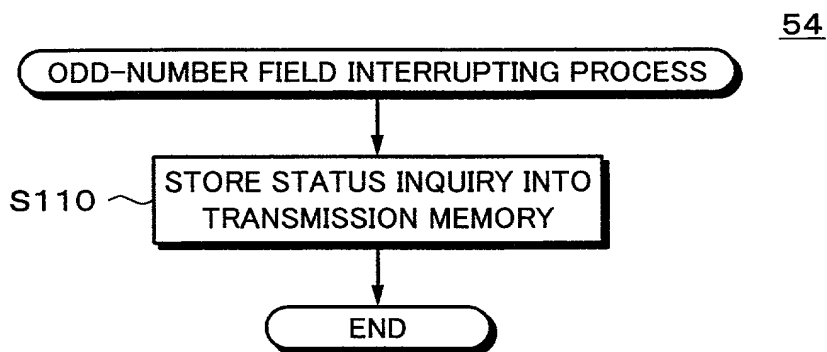 54
ODD-NUMBER FIELD INTERRUPTING PROCESS
S110
STORE STATUS INQUIRY INTO
TRANSMISSION MEMORY
END